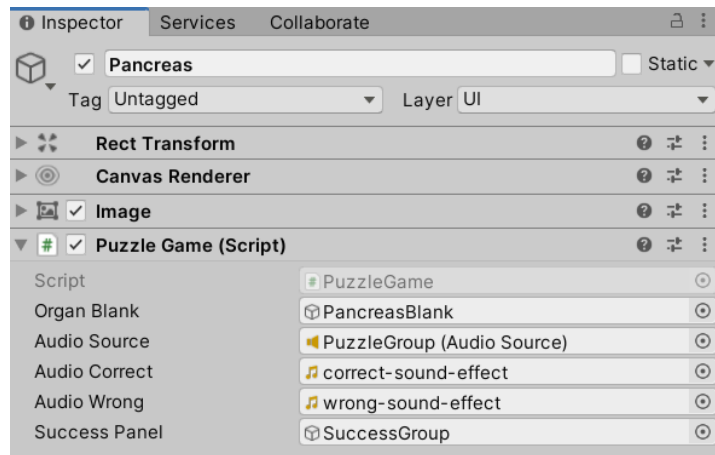 Inspector Services Collaborate
Pancreas Static
Tag Untagged Layer UI
Rect Transform
Canvas Renderer
Image
# Puzzle Game (Script)
Script # PuzzleGame
Organ Blank PancreasBlank
Audio Source PuzzleGroup (Audio Source)
Audio Correct correct-sound-effect
Audio Wrong wrong-sound-effect
Success Panel SuccessGroup